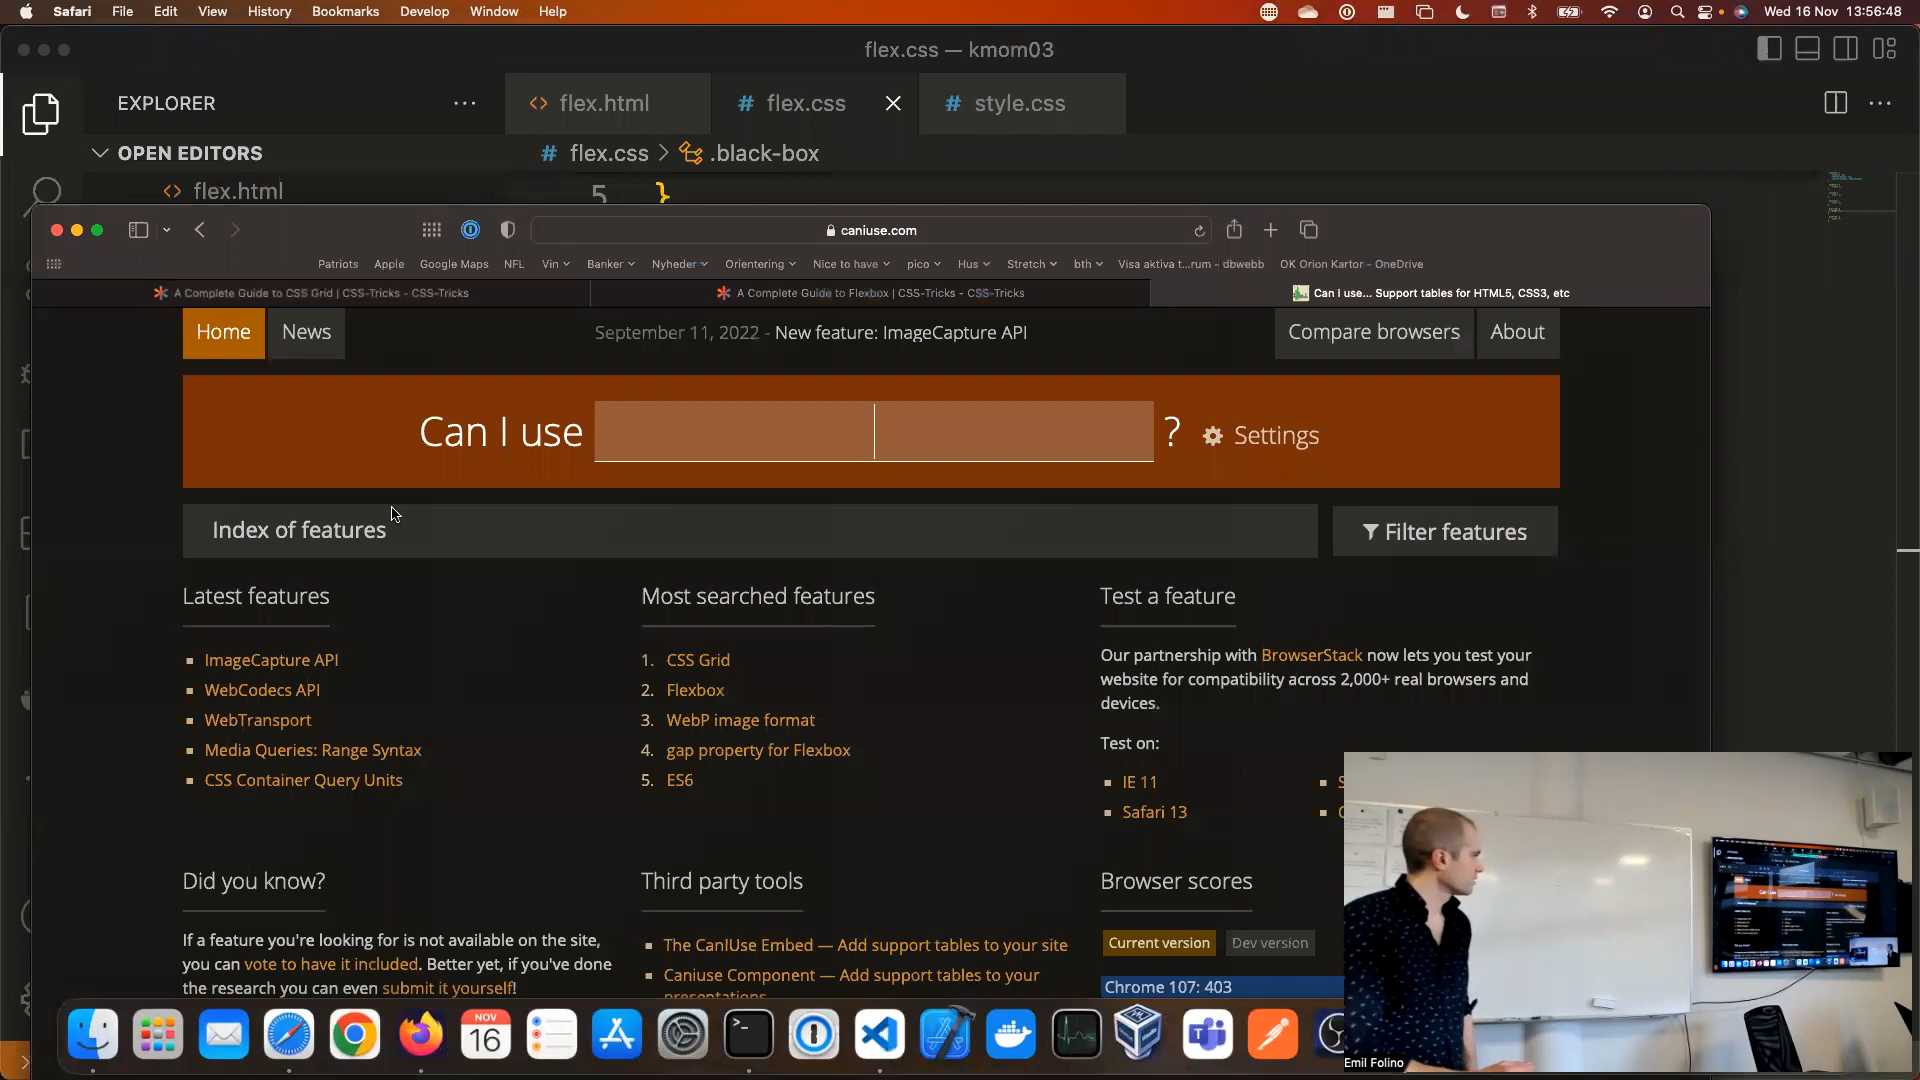 Safari File Edit View History Bookmarks Develop Window Help
Wed 16 Nov 13:56:48
flex.css — kmom03
EXPLORER
flex.html
flex.css
style.css
OPEN EDITORS
flex.css > .black-box
flex.html
5 }
caniuse.com
Patriots Apple Google Maps NFL Vin Banker Nyheder Orientering Nice to have pico Hus Stretch bth Visa aktiva t...rum - dbwebb OK Orion Kartor – OneDrive
A Complete Guide to CSS Grid | CSS-Tricks - CSS-Tricks
A Complete Guide to Flexbox | CSS-Tricks - CSS-Tricks
Can i use... Support tables for HTML5, CSS3, etc
Home News
September 11, 2022 - New feature: ImageCapture API
Compare browsers About
Can I use ? Settings
Index of features
Filter features
Latest features
ImageCapture API
WebCodecs API
WebTransport
Media Queries: Range Syntax
CSS Container Query Units
Most searched features
1. CSS Grid
2. Flexbox
3. WebP image format
4. gap property for Flexbox
5. ES6
Test a feature
Our partnership with BrowserStack now lets you test your
website for compatibility across 2,000+ real browsers and
devices.
Test on:
IE 11
Safari 13
Did you know?
If a feature you're looking for is not available on the site,
you can vote to have it included. Better yet, if you've done
the research you can even submit it yourself!
Third party tools
The CanIUse Embed — Add support tables to your site
Caniuse Component — Add support tables to your
presentations
Browser scores
Current version Dev version
Chrome 107: 403
NOV
16
Emil Folino